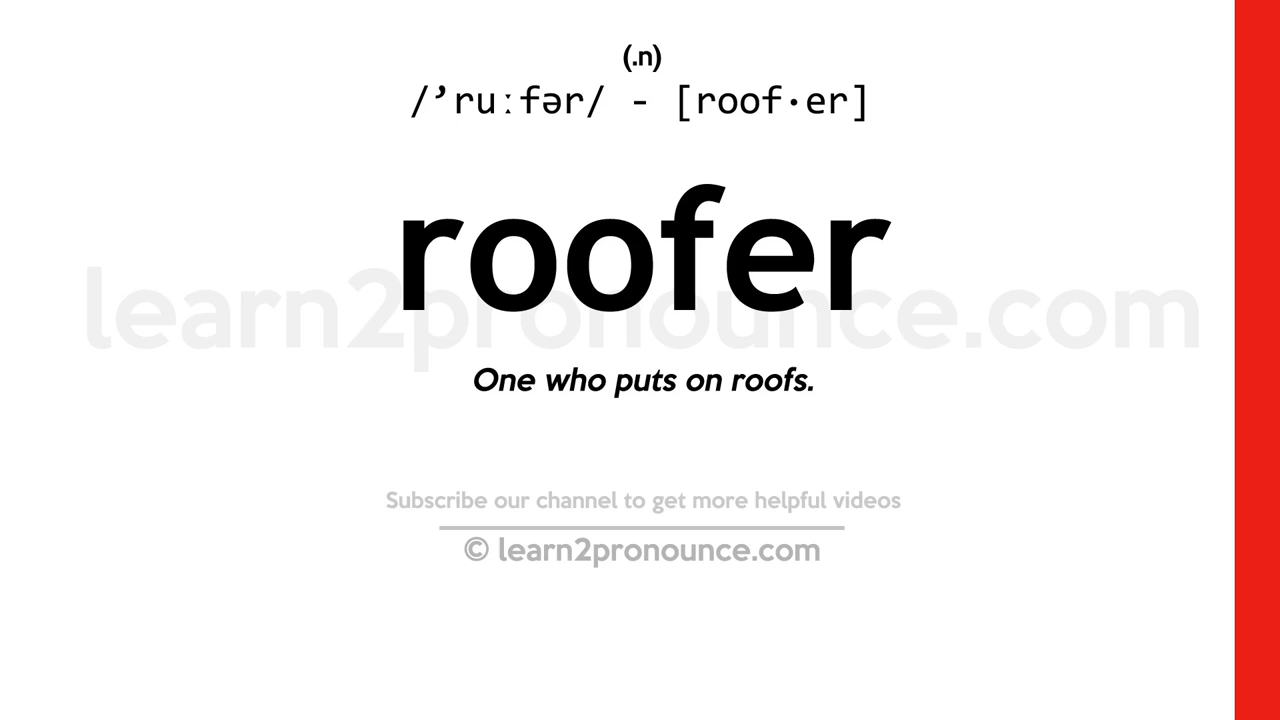 (.n)
/’ruːfər/ - [roof·er]
roofer
learn2pronounce.com
One who puts on roofs.
Subscribe our channel to get more helpful videos
© learn2pronounce.com